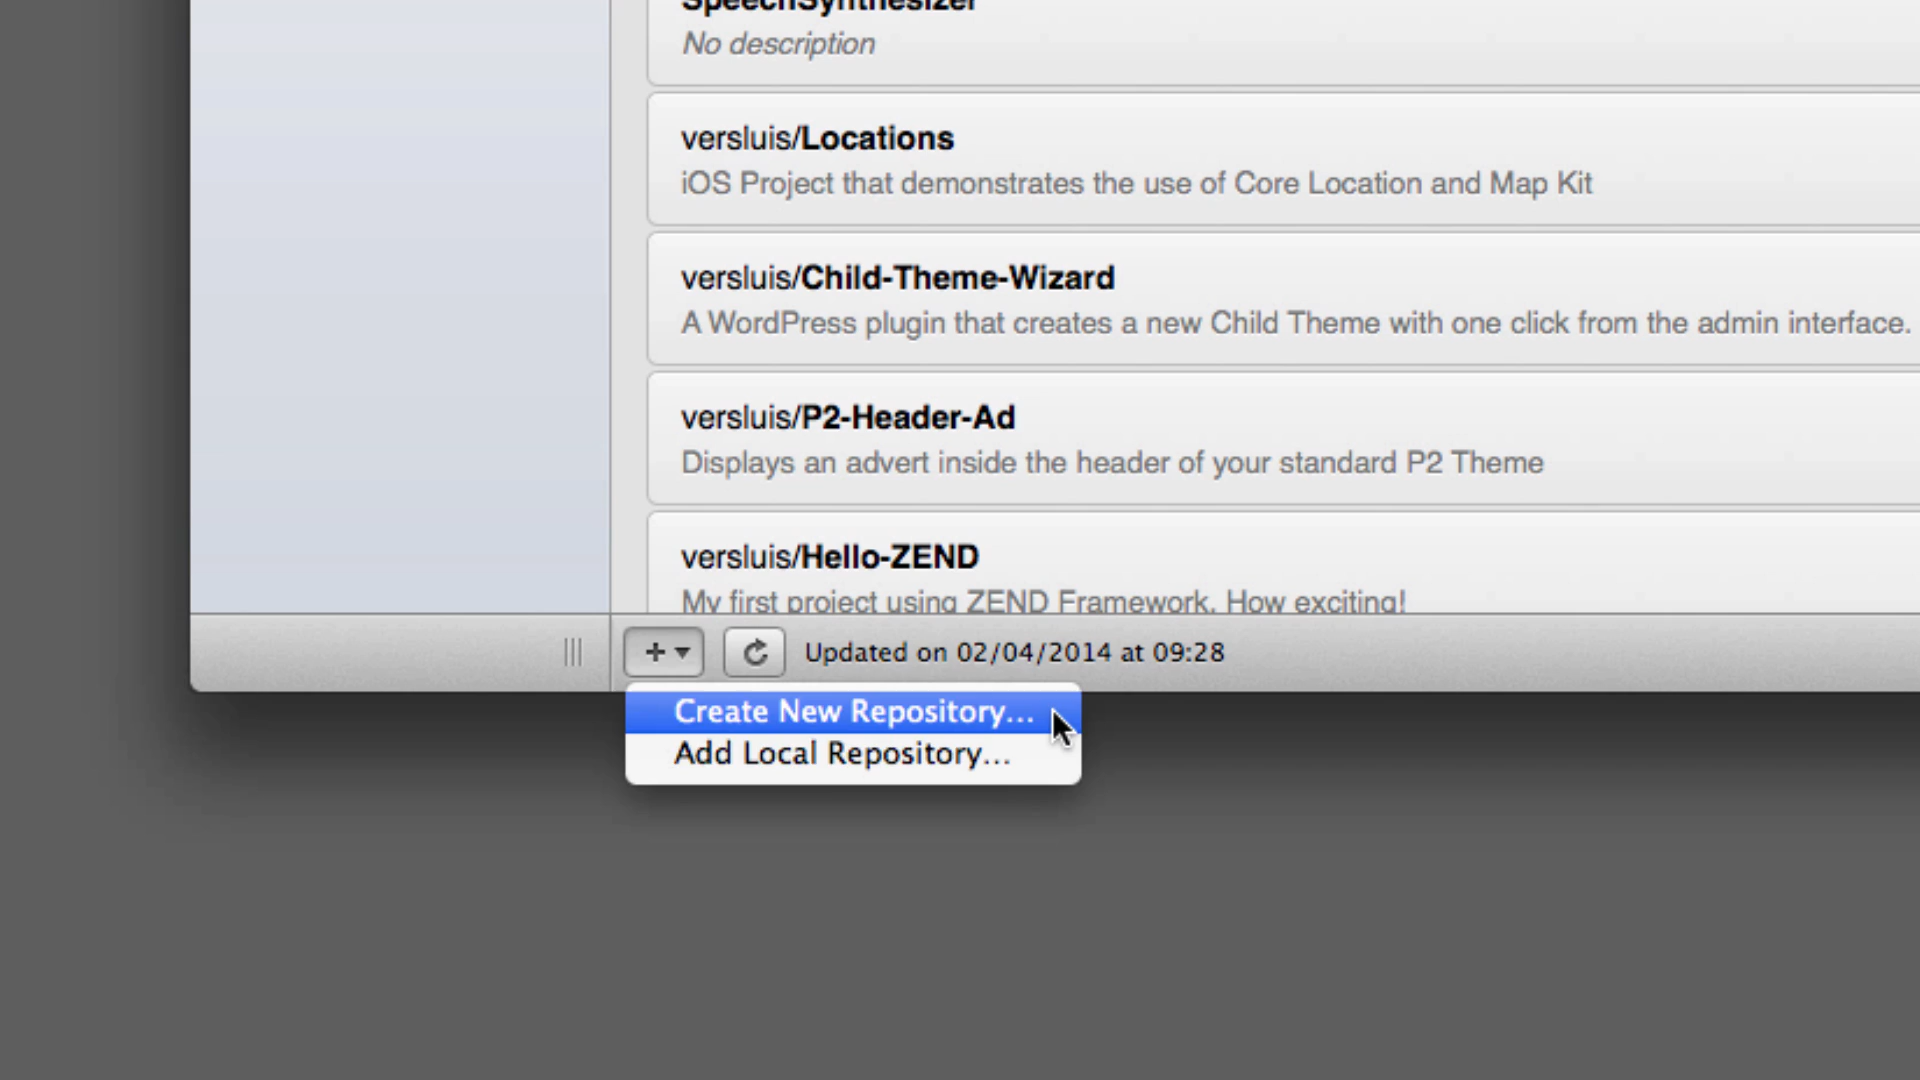 SpeechSynthesizer
No description
versluis/Locations
iOS Project that demonstrates the use of Core Location and Map Kit
versluis/Child-Theme-Wizard
A WordPress plugin that creates a new Child Theme with one click from the admin interface.
versluis/P2-Header-Ad
Displays an advert inside the header of your standard P2 Theme
versluis/Hello-ZEND
My first project using ZEND Framework. How exciting!
Updated on 02/04/2014 at 09:28
Create New Repository...
Add Local Repository...